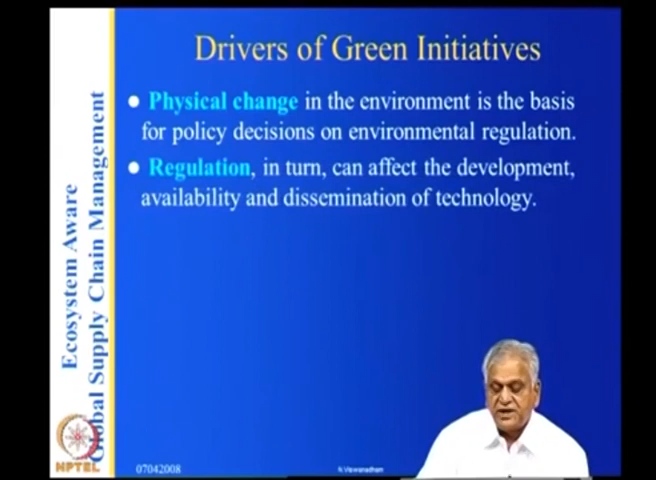 Drivers of Green Initiatives
Physical change in the environment is the basis
for policy decisions on environmental regulation.
Regulation, in turn, can affect the development,
availability and dissemination of technology.
Ecosystem Aware
Global Supply Chain Management
NPTEL
07042008
N.Viswanadham